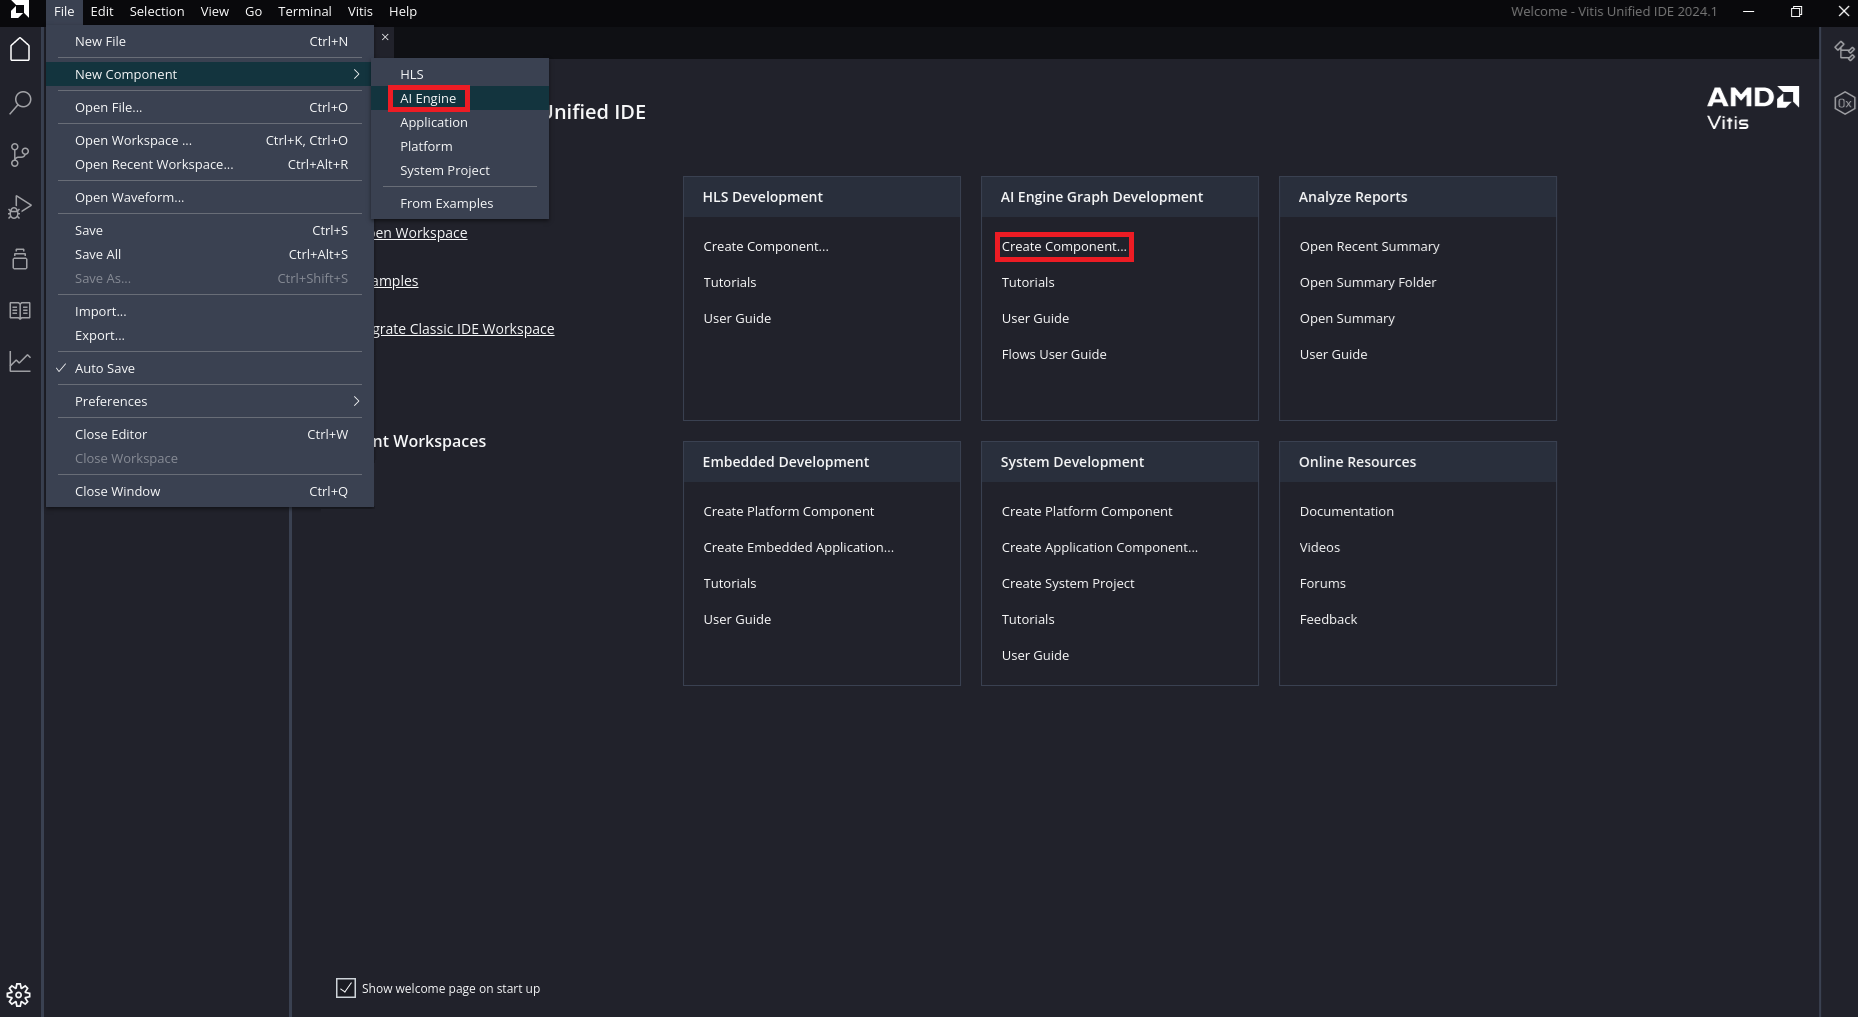 File Edit Selection View Go Terminal Vitis Help
Welcome - Vitis Unified IDE 2024.1
New File Ctrl+N
New Component
Open File... Ctrl+O
Open Workspace ... Ctrl+K, Ctrl+O
Open Recent Workspace... Ctrl+Alt+R
Open Waveform...
Save Ctrl+S
Save All Ctrl+Alt+S
Save As... Ctrl+Shift+S
Import...
Export...
Auto Save
Preferences
Close Editor Ctrl+W
Close Workspace
Close Window Ctrl+Q
HLS
AI Engine
Application
Platform
System Project
From Examples
Unified IDE
AMD
Vitis
0x
en Workspace
amples
grate Classic IDE Workspace
nt Workspaces
HLS Development
Create Component...
Tutorials
User Guide
AI Engine Graph Development
Create Component...
Tutorials
User Guide
Flows User Guide
Analyze Reports
Open Recent Summary
Open Summary Folder
Open Summary
User Guide
Embedded Development
Create Platform Component
Create Embedded Application...
Tutorials
User Guide
System Development
Create Platform Component
Create Application Component...
Create System Project
Tutorials
User Guide
Online Resources
Documentation
Videos
Forums
Feedback
Show welcome page on start up